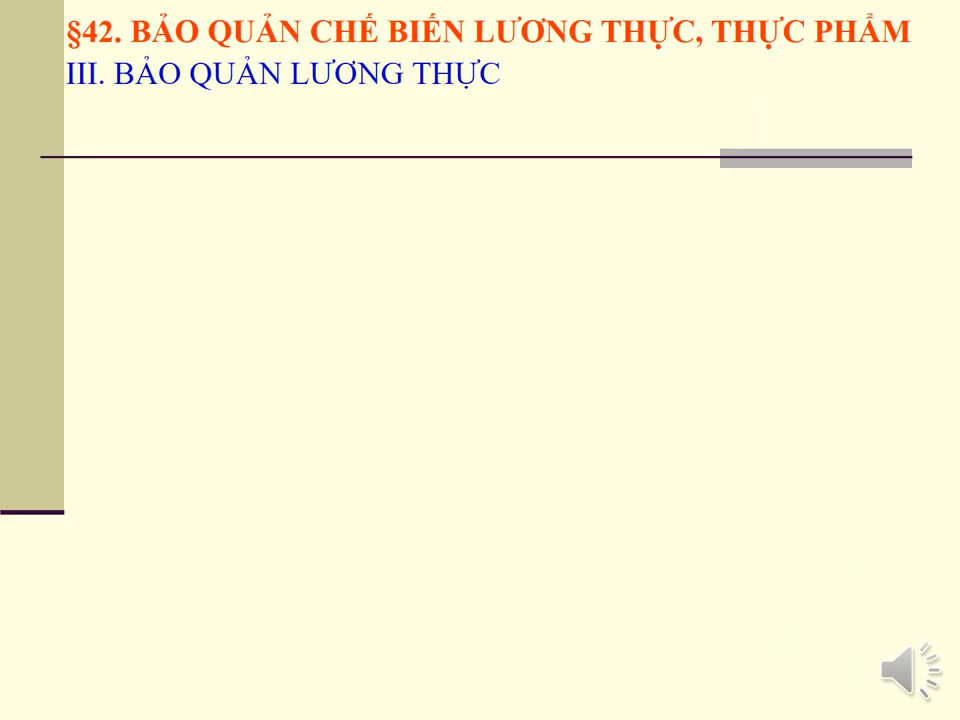 §42. BẢO QUẢN CHẾ BIẾN LƯƠNG THỰC, THỰC PHẨM
III. BẢO QUẢN LƯƠNG THỰC